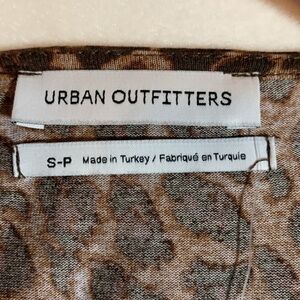 URBAN OUTFITTERS
S-P Made in Turkey / Fabriqué en Turquie